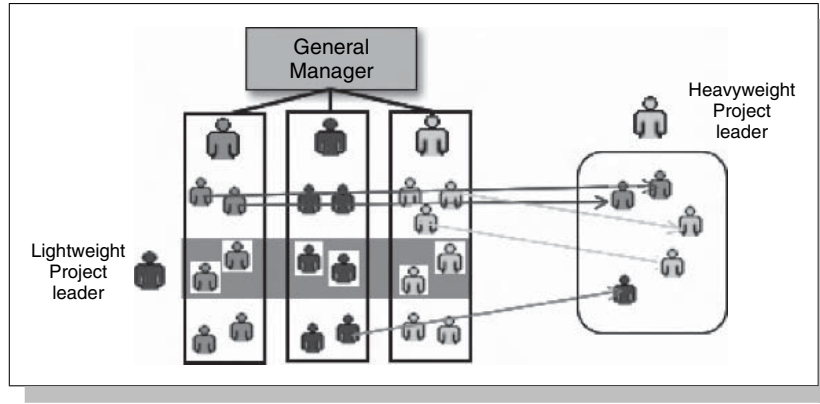 General
Manager
Heavyweight
Project
leader
Lightweight
Project
leader